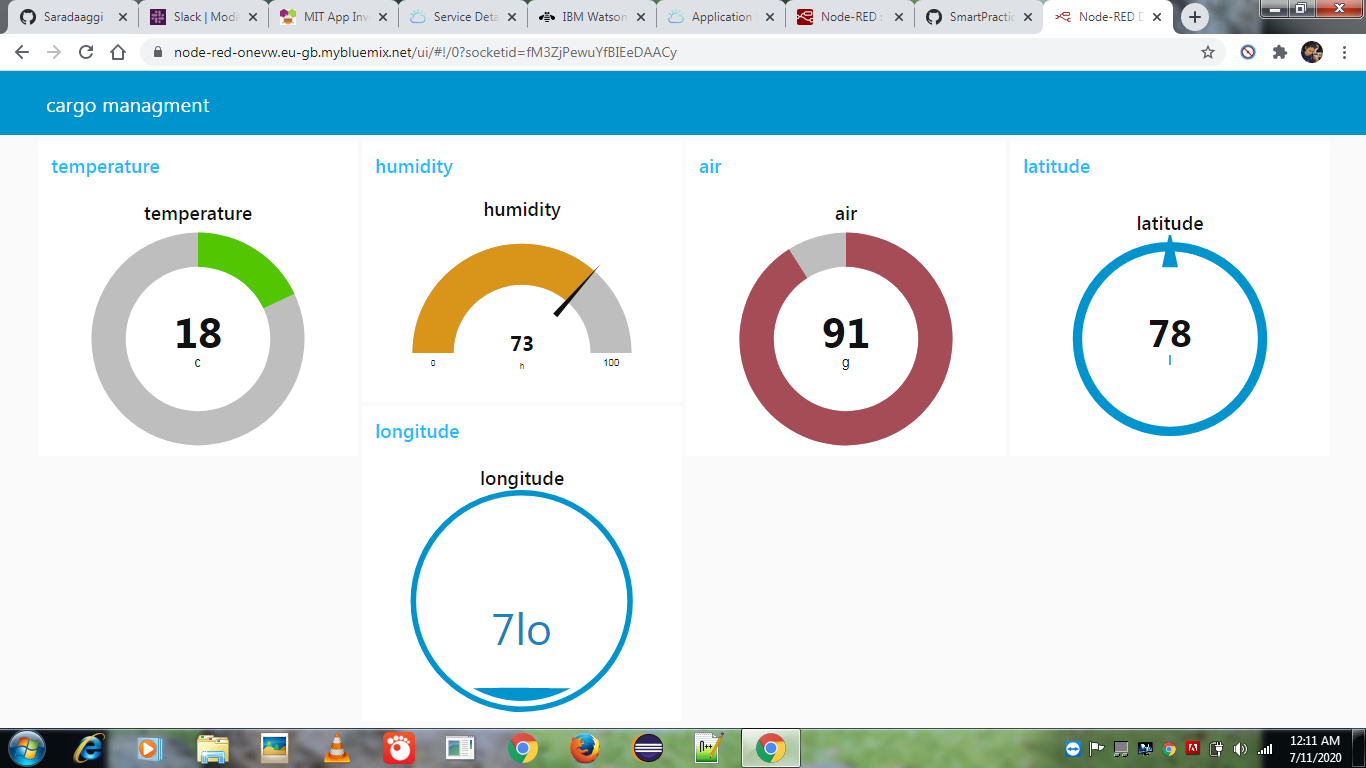 Saradaaggi
Slack | Modi
MIT App Inv
Service Deta
IBM Watson
Application
Node-RED :
SmartPractic
Node-RED D
node-red-onevw.eu-gb.mybluemix.net/ui/#!/0?socketid=fM3ZjPewuYfBIEeDAACy
cargo managment
temperature
humidity
air
latitude
temperature
humidity
air
latitude
18
c
73
h
0
100
91
g
78
l
longitude
longitude
7lo
12:11 AM
7/11/2020